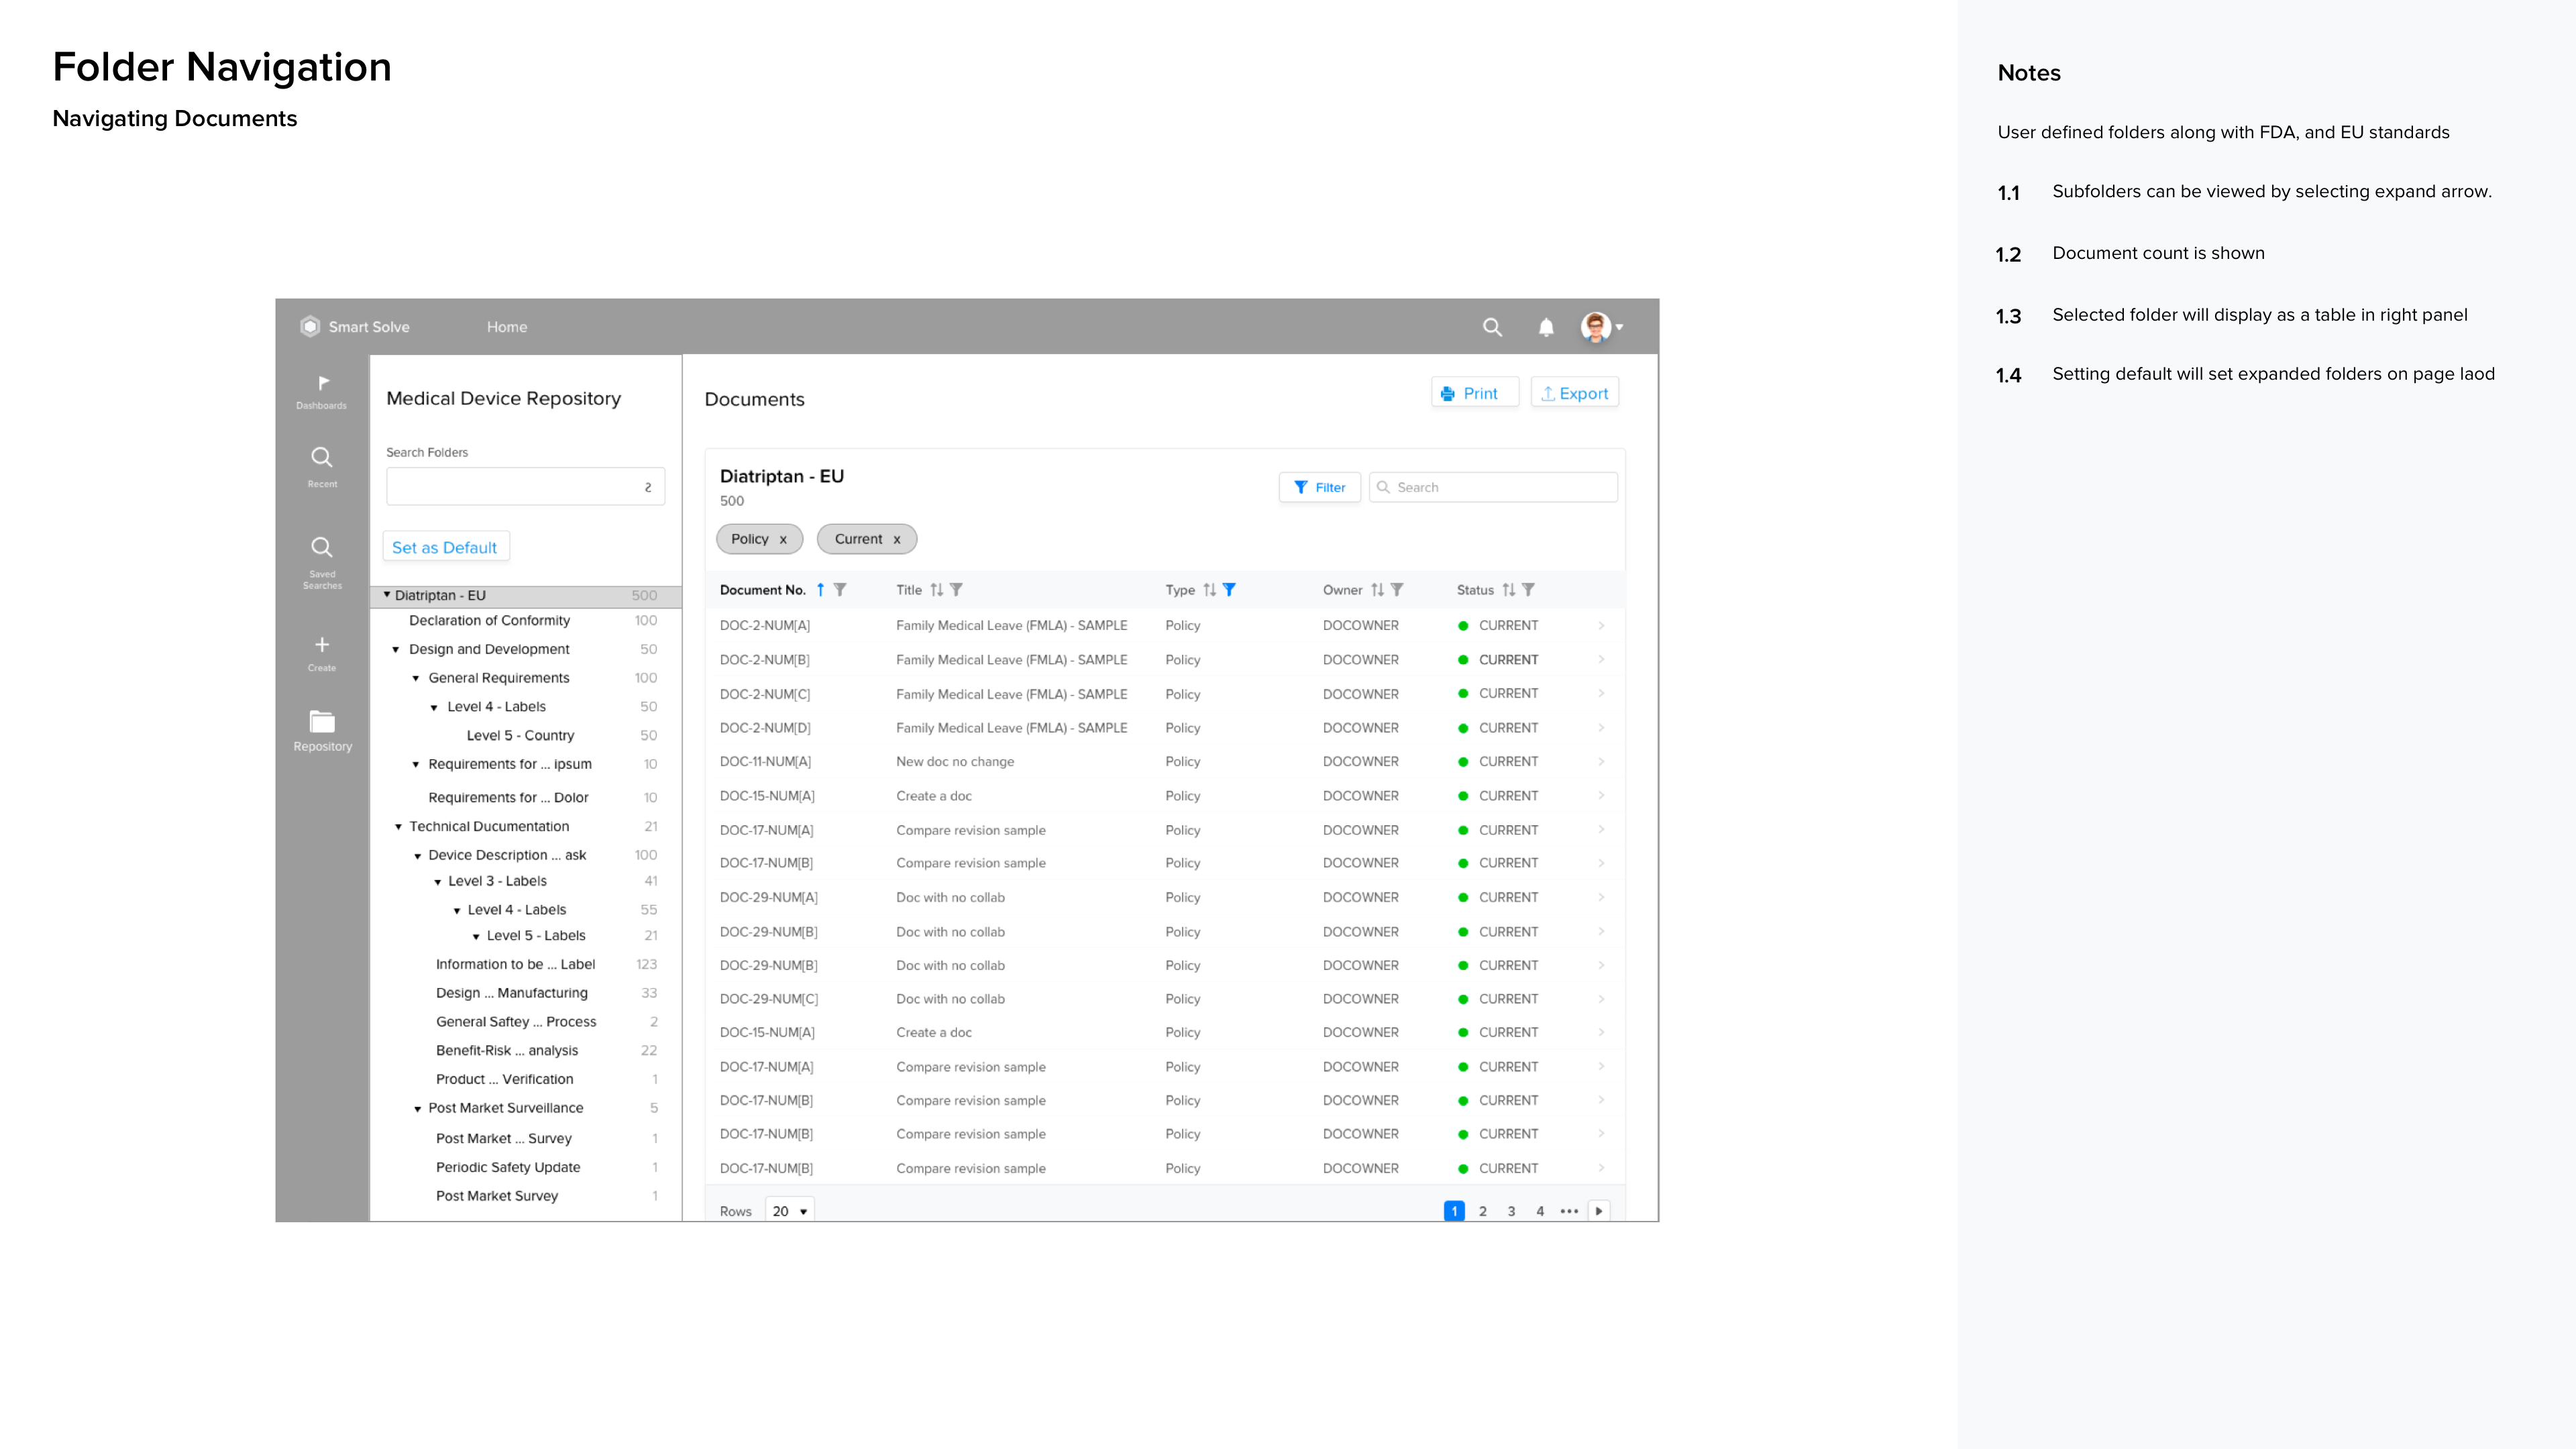 Folder Navigation
Navigating Documents
Smart Solve Home
Dashboards
Recent
Saved
Searches
Create
Repository
Medical Device Repository
Search Folders
Set as Default
Diatriptan - EU 500
Declaration of Conformity 100
Design and Development 50
General Requirements 100
Level 4 - Labels 50
Level 5 - Country 50
Requirements for ... ipsum 10
Requirements for ... Dolor 10
Technical Ducumentation 21
Device Description ... ask 100
Level 3 - Labels 41
Level 4 - Labels 55
Level 5 - Labels 21
Information to be ... Label 123
Design ... Manufacturing 33
General Saftey ... Process 2
Benefit-Risk ... analysis 22
Product ... Verification 1
Post Market Surveillance 5
Post Market ... Survey 1
Periodic Safety Update 1
Post Market Survey 1
Documents
Print Export
Diatriptan - EU
500
Filter Search
Policy x Current x
Document No. Title Type Owner Status
DOC-2-NUM[A] Family Medical Leave (FMLA) - SAMPLE Policy DOCOWNER CURRENT
DOC-2-NUM[B] Family Medical Leave (FMLA) - SAMPLE Policy DOCOWNER CURRENT
DOC-2-NUM[C] Family Medical Leave (FMLA) - SAMPLE Policy DOCOWNER CURRENT
DOC-2-NUM[D] Family Medical Leave (FMLA) - SAMPLE Policy DOCOWNER CURRENT
DOC-11-NUM[A] New doc no change Policy DOCOWNER CURRENT
DOC-15-NUM[A] Create a doc Policy DOCOWNER CURRENT
DOC-17-NUM[A] Compare revision sample Policy DOCOWNER CURRENT
DOC-17-NUM[B] Compare revision sample Policy DOCOWNER CURRENT
DOC-29-NUM[A] Doc with no collab Policy DOCOWNER CURRENT
DOC-29-NUM[B] Doc with no collab Policy DOCOWNER CURRENT
DOC-29-NUM[B] Doc with no collab Policy DOCOWNER CURRENT
DOC-29-NUM[C] Doc with no collab Policy DOCOWNER CURRENT
DOC-15-NUM[A] Create a doc Policy DOCOWNER CURRENT
DOC-17-NUM[A] Compare revision sample Policy DOCOWNER CURRENT
DOC-17-NUM[B] Compare revision sample Policy DOCOWNER CURRENT
DOC-17-NUM[B] Compare revision sample Policy DOCOWNER CURRENT
DOC-17-NUM[B] Compare revision sample Policy DOCOWNER CURRENT
Rows 20 1 2 3 4 •••
Notes
User defined folders along with FDA, and EU standards
1.1 Subfolders can be viewed by selecting expand arrow.
1.2 Document count is shown
1.3 Selected folder will display as a table in right panel
1.4 Setting default will set expanded folders on page laod